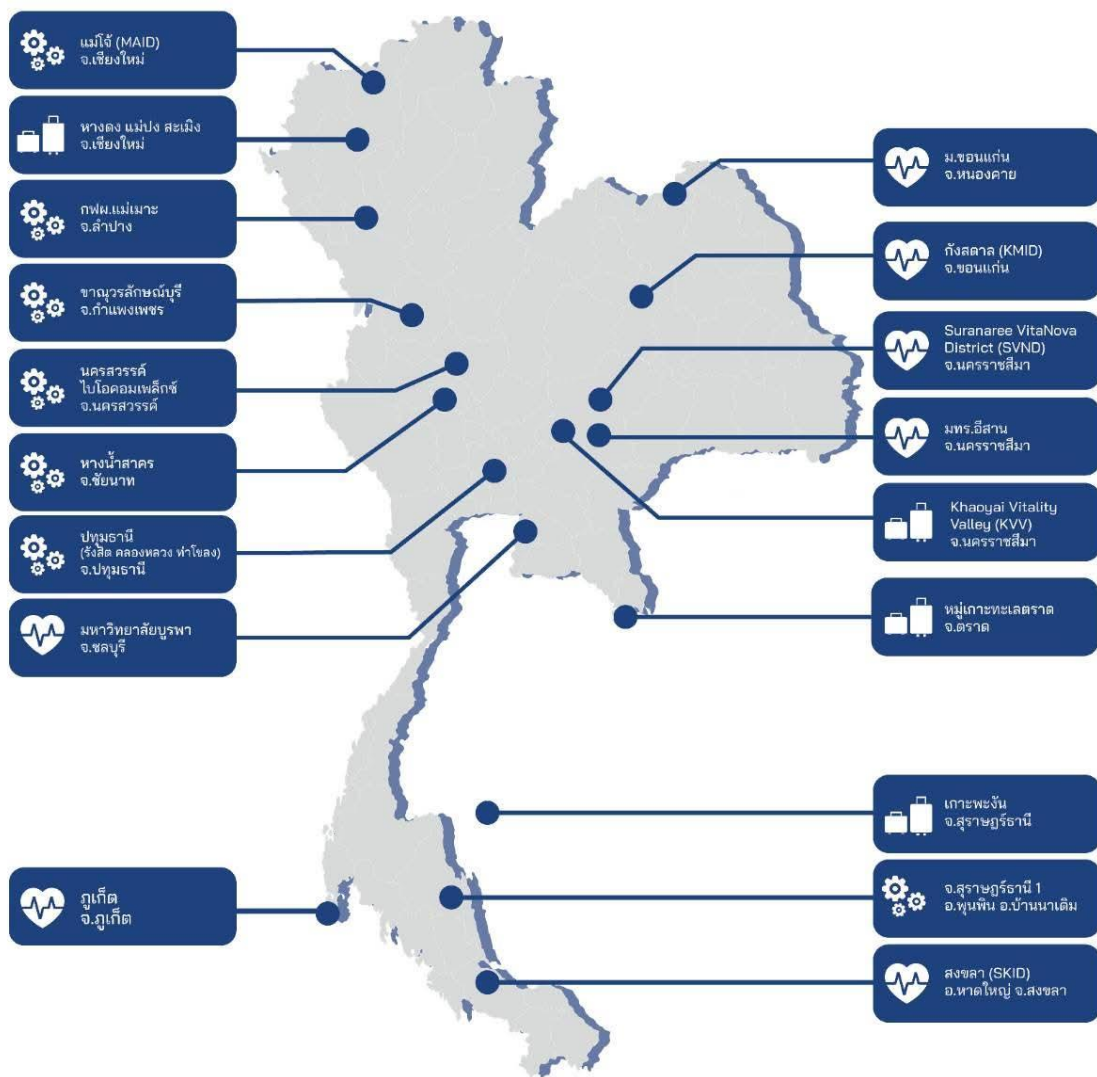 แม่โจ้ (MAID)
จ.เชียงใหม่
หางดง แม่ปง สะเมิง
จ.เชียงใหม่
กฟผ.แม่เมาะ
จ.ลำปาง
ขาณุวรลักษณ์บุรี
จ.กำแพงเพชร
นครสวรรค์
ไบโอคอมเพล็กซ์
จ.นครสวรรค์
หางน้ำสาคร
จ.ชัยนาท
ปทุมธานี
(รังสิต คลองหลวง ท่าโขลง)
จ.ปทุมธานี
มหาวิทยาลัยบูรพา
จ.ชลบุรี
ภูเก็ต
จ.ภูเก็ต
ม.ขอนแก่น
จ.หนองคาย
กังสดาล (KMID)
จ.ขอนแก่น
Suranaree VitaNova
District (SVND)
จ.นครราชสีมา
มทร.อีสาน
จ.นครราชสีมา
Khaoyai Vitality
Valley (KVV)
จ.นครราชสีมา
หมู่เกาะทะเลตราด
จ.ตราด
เกาะพะงัน
จ.สุราษฎร์ธานี
จ.สุราษฎร์ธานี 1
อ.พุนพิน อ.บ้านนาเดิม
สงขลา (SKID)
อ.หาดใหญ่ จ.สงขลา